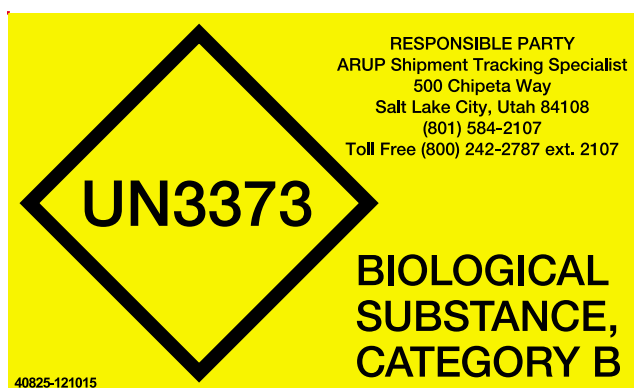 UN3373
RESPONSIBLE PARTY
ARUP Shipment Tracking Specialist
500 Chipeta Way
Salt Lake City, Utah 84108
(801) 584-2107
Toll Free (800) 242-2787 ext. 2107
BIOLOGICAL
SUBSTANCE,
CATEGORY B
40825-121015